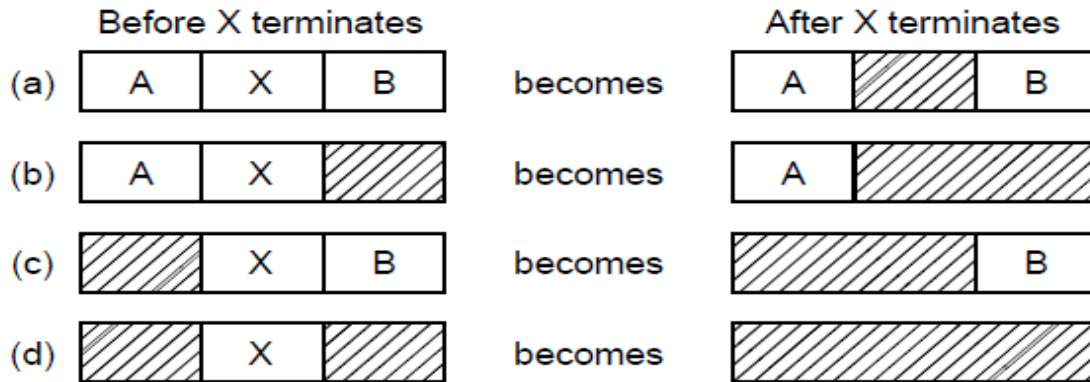 Before X terminates After X terminates
(a) A X B becomes A B
(b) A X becomes A
(c) X B becomes B
(d) X becomes